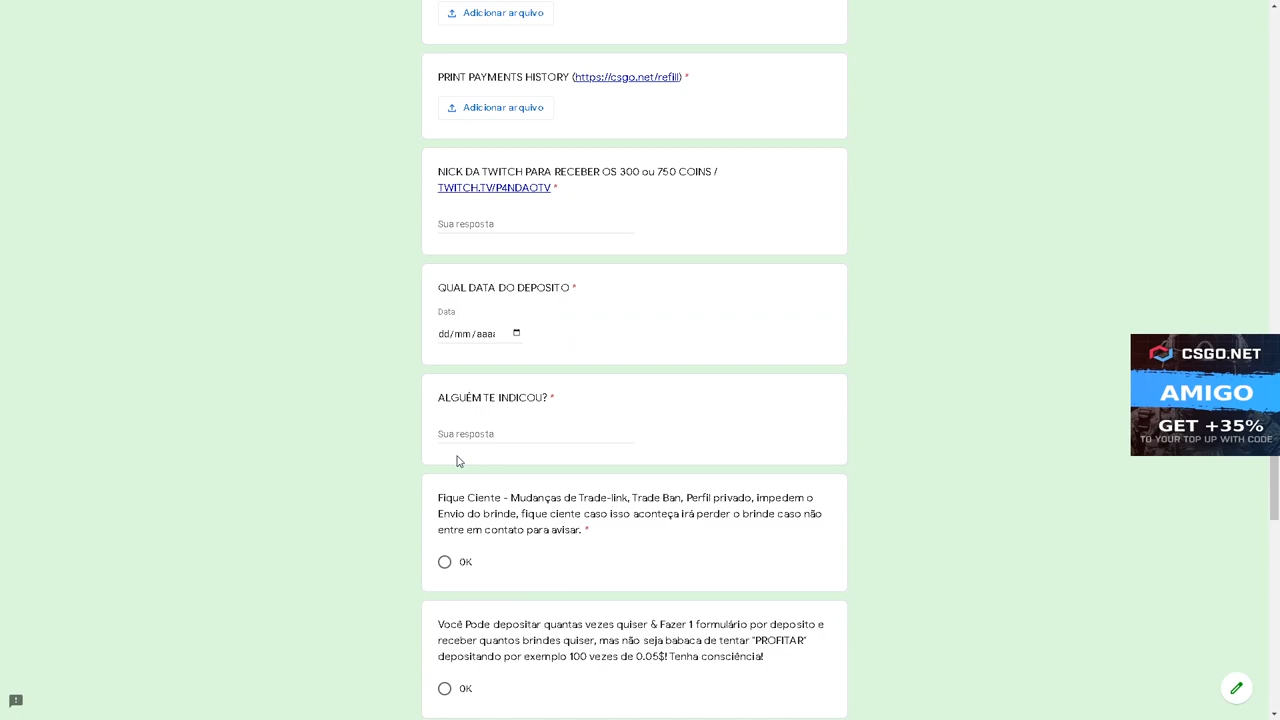 Adicionar arquivo
PRINT PAYMENTS HISTORY (https://csgo.net/refill) *
Adicionar arquivo
NICK DA TWITCH PARA RECEBER OS 300 ou 750 COINS /
TWITCH.TV/P4NDAOTV *
Sua resposta
QUAL DATA DO DEPOSITO *
Data
dd/mm/aaaa
ALGUÉM TE INDICOU? *
Sua resposta
Fique Ciente - Mudanças de Trade-link, Trade Ban, Perfil privado, impedem o
Envio do brinde, fique ciente caso isso aconteça irá perder o brinde caso não
entre em contato para avisar. *
OK
Você Pode depositar quantas vezes quiser & Fazer 1 formulário por deposito e
receber quantos brindes quiser, mas não seja babaca de tentar "PROFITAR"
depositando por exemplo 100 vezes de 0.05$! Tenha consciência!
OK
CSGO.NET
AMIGO
GET +35%
TO YOUR TOP UP WITH CODE